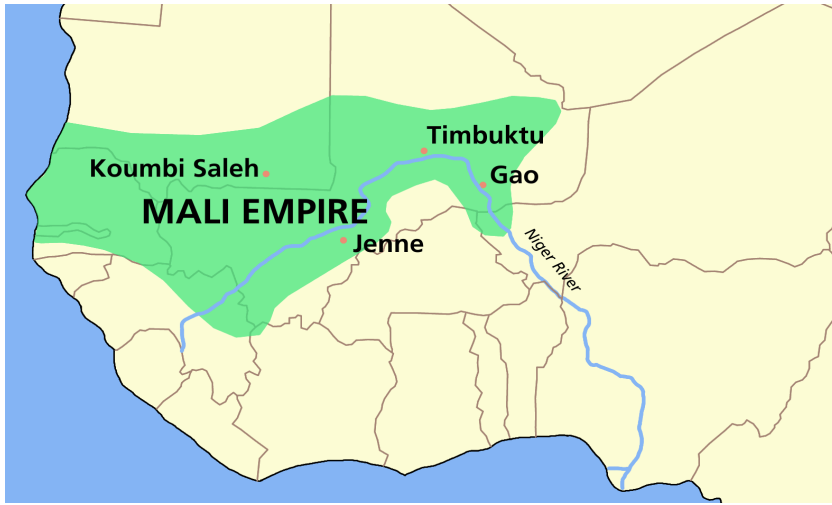 Timbuktu
Koumbi Saleh
Gao
MALI EMPIRE
Jenne
Niger River